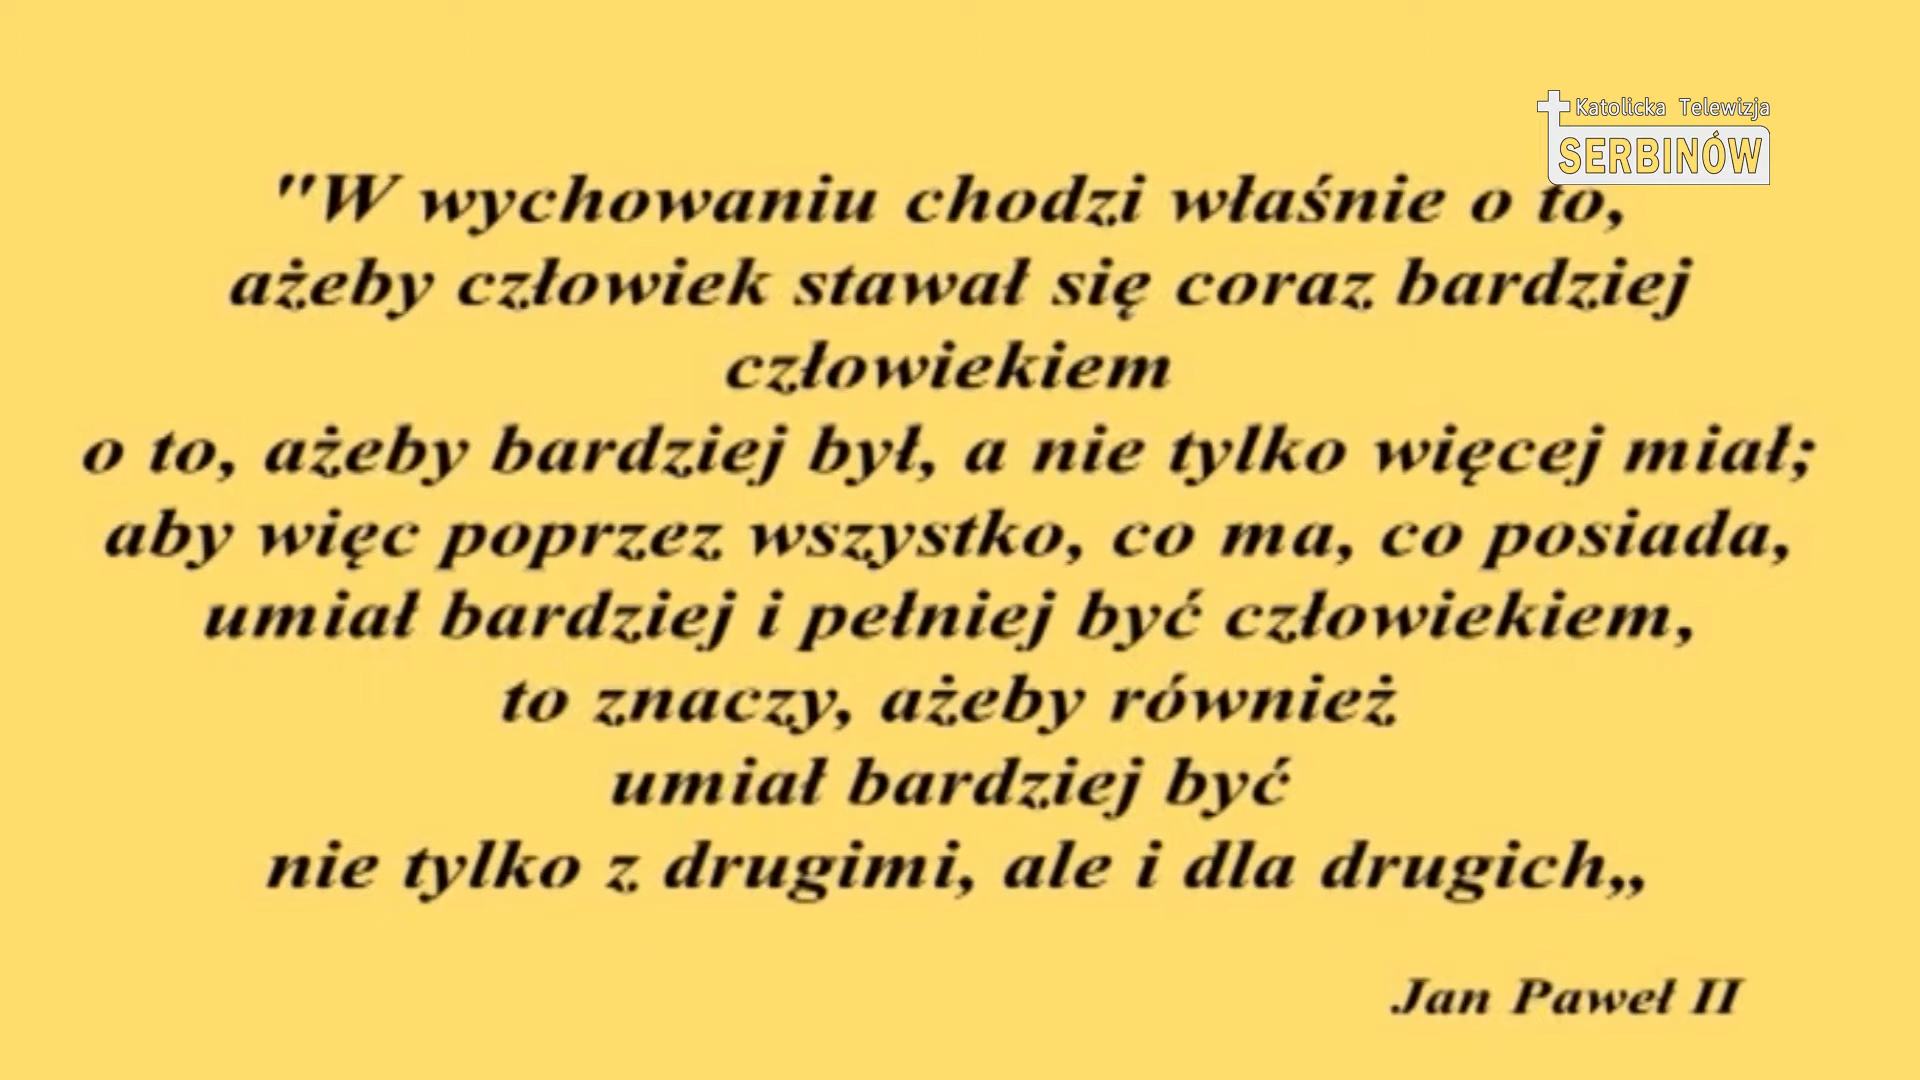 Katolicka Telewizja
SERBINÓW
"W wychowaniu chodzi właśnie o to,
ażeby człowiek stawał się coraz bardziej
człowiekiem
o to, ażeby bardziej był, a nie tylko więcej miał;
aby więc poprzez wszystko, co ma, co posiada,
umiał bardziej i pełniej być człowiekiem,
to znaczy, ażeby również
umiał bardziej być
nie tylko z drugimi, ale i dla drugich„
Jan Paweł II